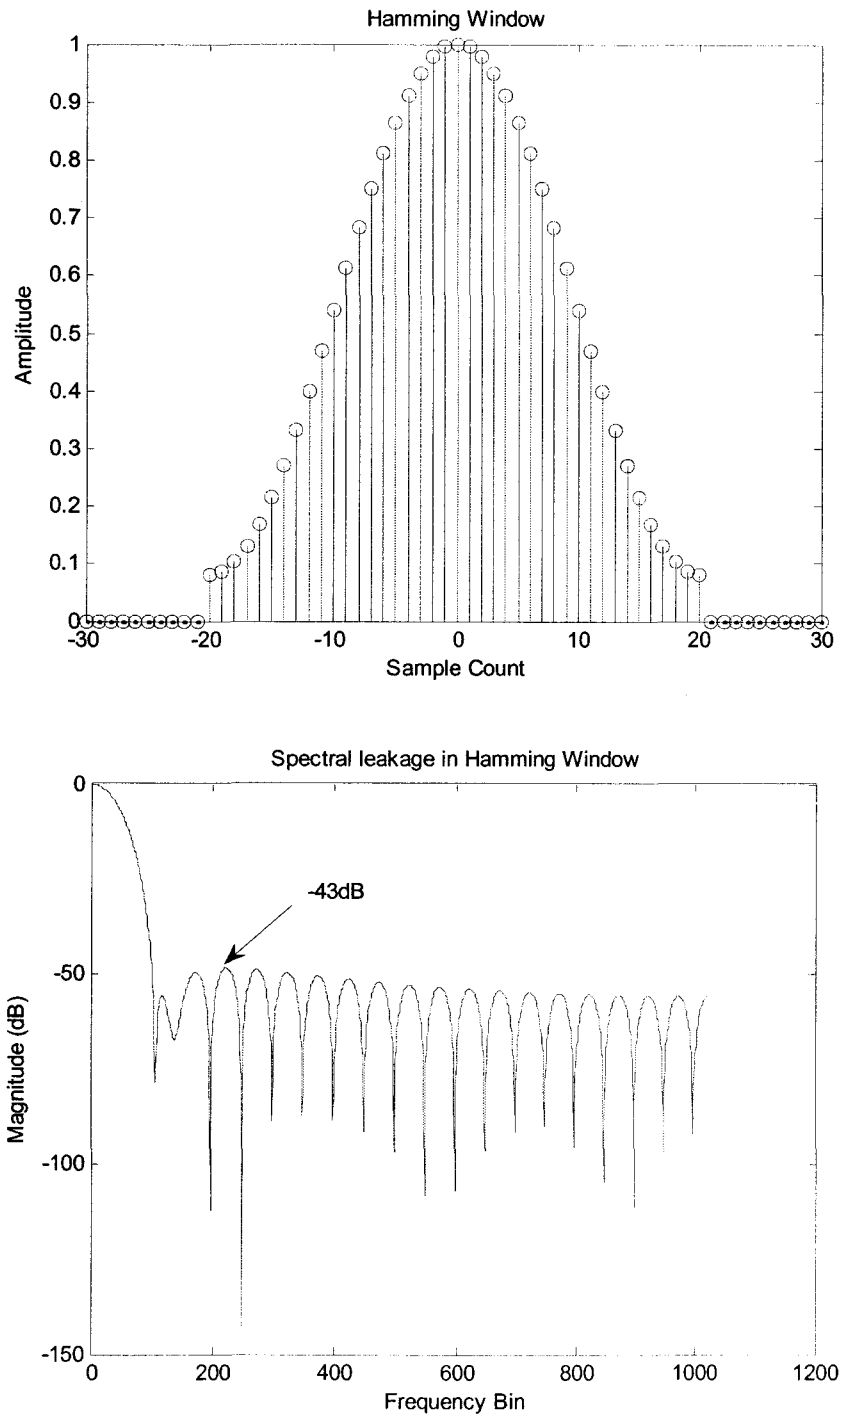 Hamming Window
1
0.9
0.8
0.7
0.6
0.5
0.4
0.3
0.2
0.1
0
Amplitude
-30 -20 -10 0 10 20 30
Sample Count
Spectral leakage in Hamming Window
0
-50
-100
-150
Magnitude (dB)
-43dB
0 200 400 600 800 1000 1200
Frequency Bin